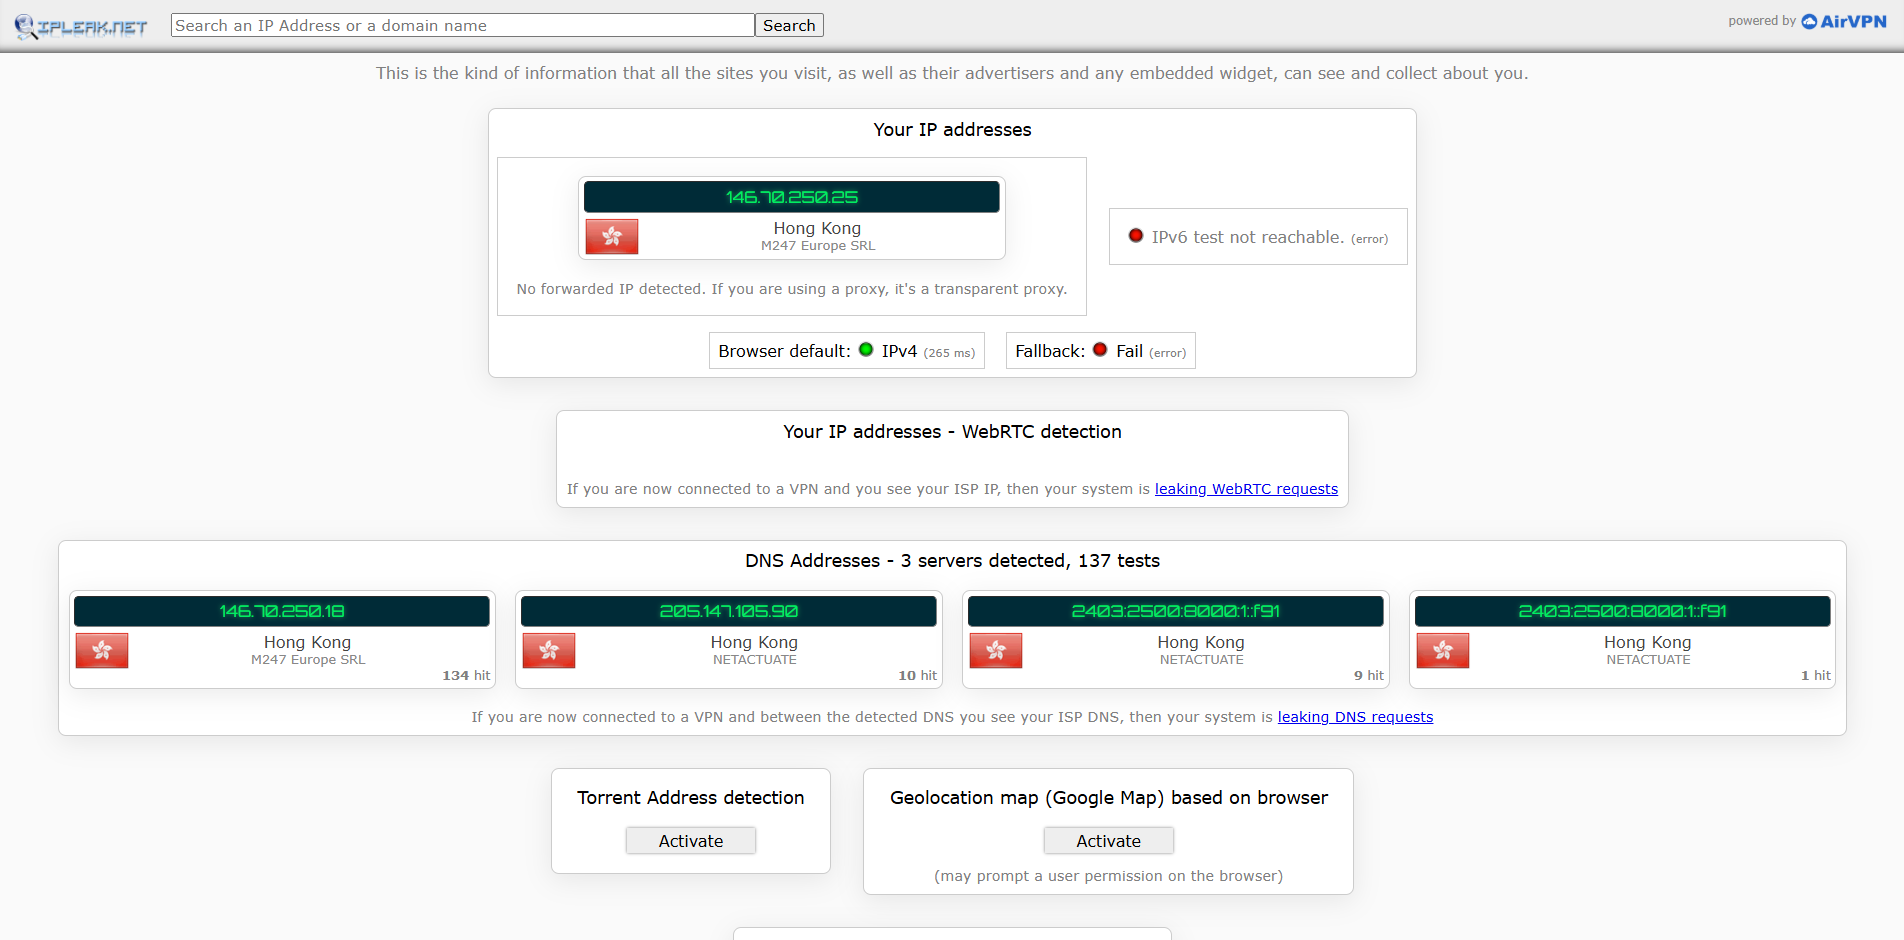 IPLEAK.NET
Search an IP Address or a domain name
Search
powered by AirVPN
This is the kind of information that all the sites you visit, as well as their advertisers and any embedded widget, can see and collect about you.
Your IP addresses
146.70.250.25
Hong Kong
M247 Europe SRL
No forwarded IP detected. If you are using a proxy, it's a transparent proxy.
IPv6 test not reachable. (error)
Browser default: IPv4 (265 ms)
Fallback: Fail (error)
Your IP addresses - WebRTC detection
If you are now connected to a VPN and you see your ISP IP, then your system is leaking WebRTC requests
DNS Addresses - 3 servers detected, 137 tests
146.70.250.18
Hong Kong
M247 Europe SRL
134 hit
205.147.105.90
Hong Kong
NETACTUATE
10 hit
2403:2500:8000:1::f91
Hong Kong
NETACTUATE
9 hit
2403:2500:8000:1::f91
Hong Kong
NETACTUATE
1 hit
If you are now connected to a VPN and between the detected DNS you see your ISP DNS, then your system is leaking DNS requests
Torrent Address detection
Activate
Geolocation map (Google Map) based on browser
Activate
(may prompt a user permission on the browser)